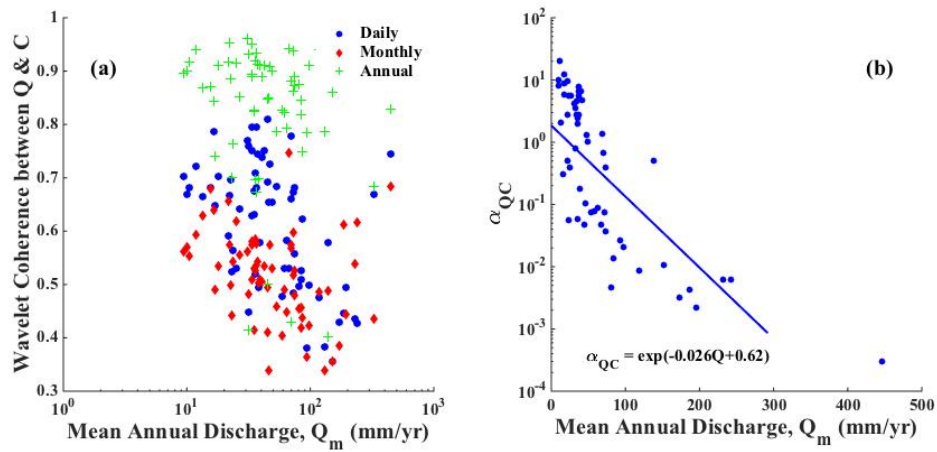 (a)
Daily
Monthly
Annual
Wavelet Coherence between Q & C
1
0.9
0.8
0.7
0.6
0.5
0.4
0.3
10^0
10^1
10^2
10^3
Mean Annual Discharge, Q_m (mm/yr)
(b)
α_QC
10^2
10^1
10^0
10^-1
10^-2
10^-3
10^-4
α_QC = exp(-0.026Q+0.62)
0
100
200
300
400
500
Mean Annual Discharge, Q_m (mm/yr)